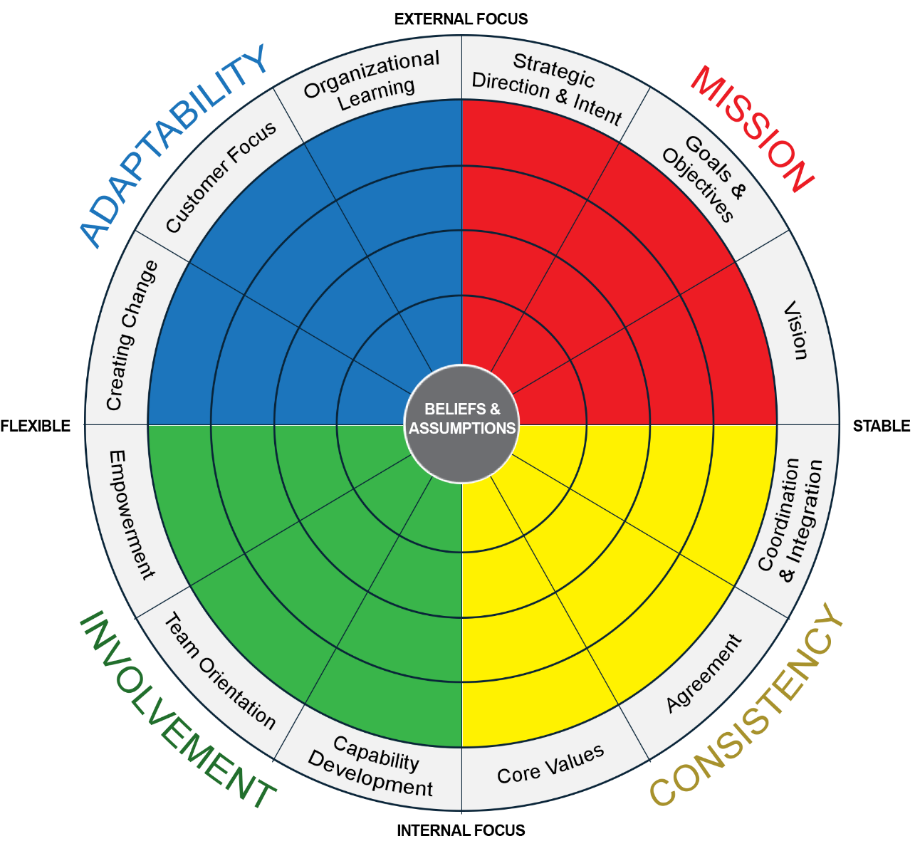 EXTERNAL FOCUS
ADAPTABILITY
MISSION
Organizational
Learning
Strategic
Direction & Intent
Customer Focus
Goals &
Objectives
Creating Change
Vision
FLEXIBLE
BELIEFS &
ASSUMPTIONS
STABLE
Empowerment
Coordination
& Integration
Team Orientation
Agreement
Capability
Development
Core Values
INVOLVEMENT
CONSISTENCY
INTERNAL FOCUS